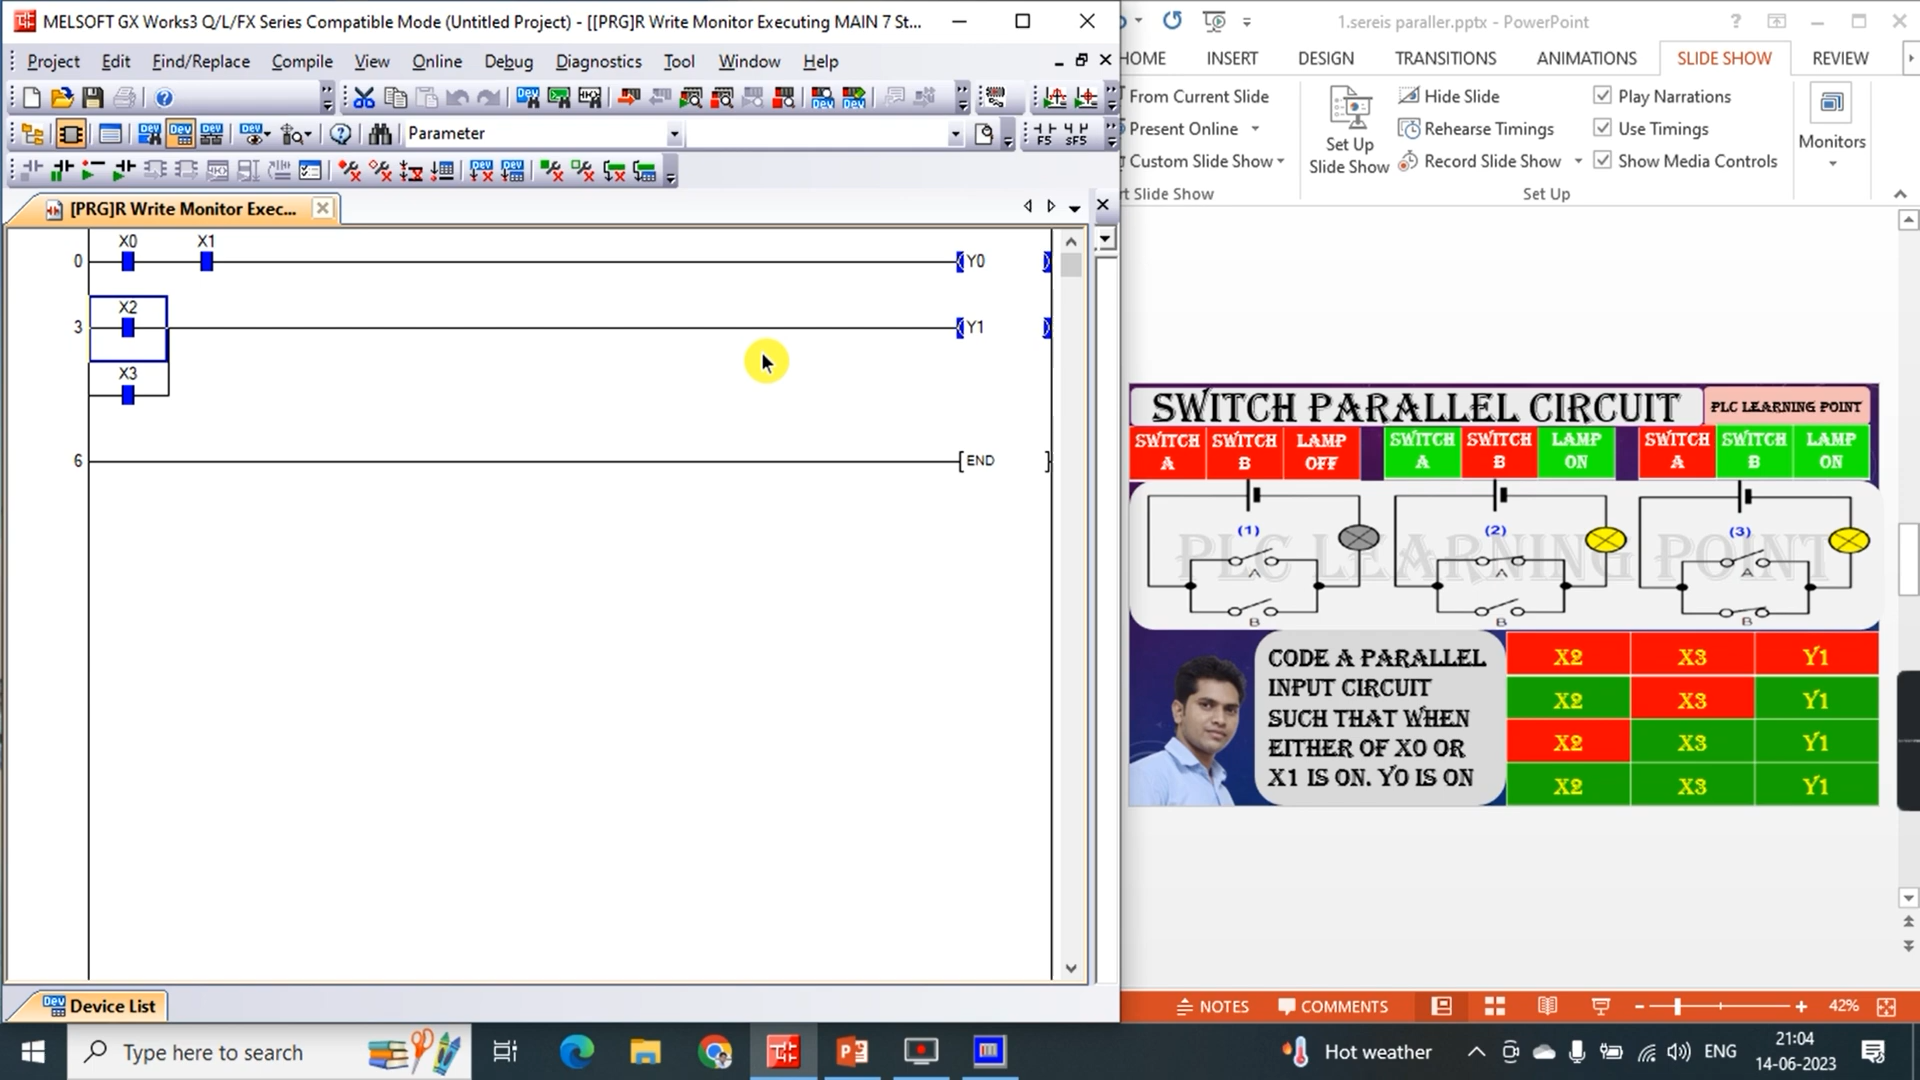 MELSOFT GX Works3 Q/L/FX Series Compatible Mode (Untitled Project) - [[PRG]R Write Monitor Executing MAIN 7 St...
Project Edit Find/Replace Compile View Online Debug Diagnostics Tool Window Help
Parameter
F5 sF5
[PRG]R Write Monitor Exec...
X0 X1
0 Y0
X2
3 Y1
X3
6 END
Device List
1.sereis paraller.pptx - PowerPoint
HOME INSERT DESIGN TRANSITIONS ANIMATIONS SLIDE SHOW REVIEW
From Current Slide
Present Online
Custom Slide Show
rt Slide Show
Set Up
Slide Show
Hide Slide
Rehearse Timings
Record Slide Show
Play Narrations
Use Timings
Show Media Controls
Set Up
Monitors
SWITCH PARALLEL CIRCUIT
PLC LEARNING POINT
SWITCH A SWITCH B LAMP OFF
SWITCH A SWITCH B LAMP ON
SWITCH A SWITCH B LAMP ON
(1) (2) (3)
PLC LEARNING POINT
A A A
B B B
CODE A PARALLEL
INPUT CIRCUIT
SUCH THAT WHEN
EITHER OF X0 OR
X1 IS ON. Y0 IS ON
X2 X3 Y1
X2 X3 Y1
X2 X3 Y1
X2 X3 Y1
NOTES COMMENTS 42%
Type here to search
Hot weather
ENG
21:04
14-06-2023